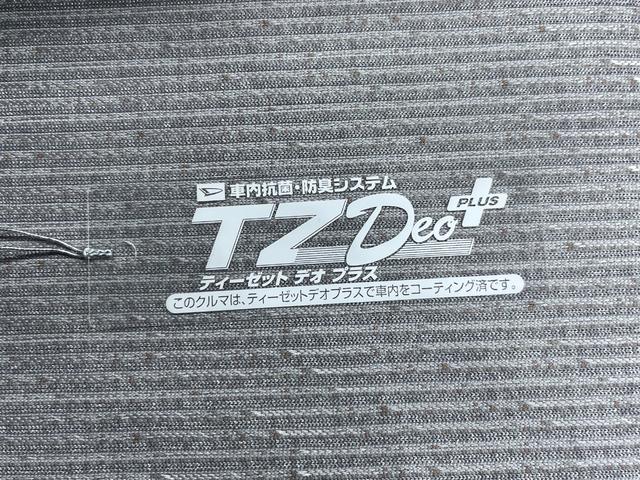 車内抗菌・防臭システム
TZ Deo PLUS
ティーゼット デオ プラス
このクルマは、ティーゼットデオプラスで車内をコーティング済です。